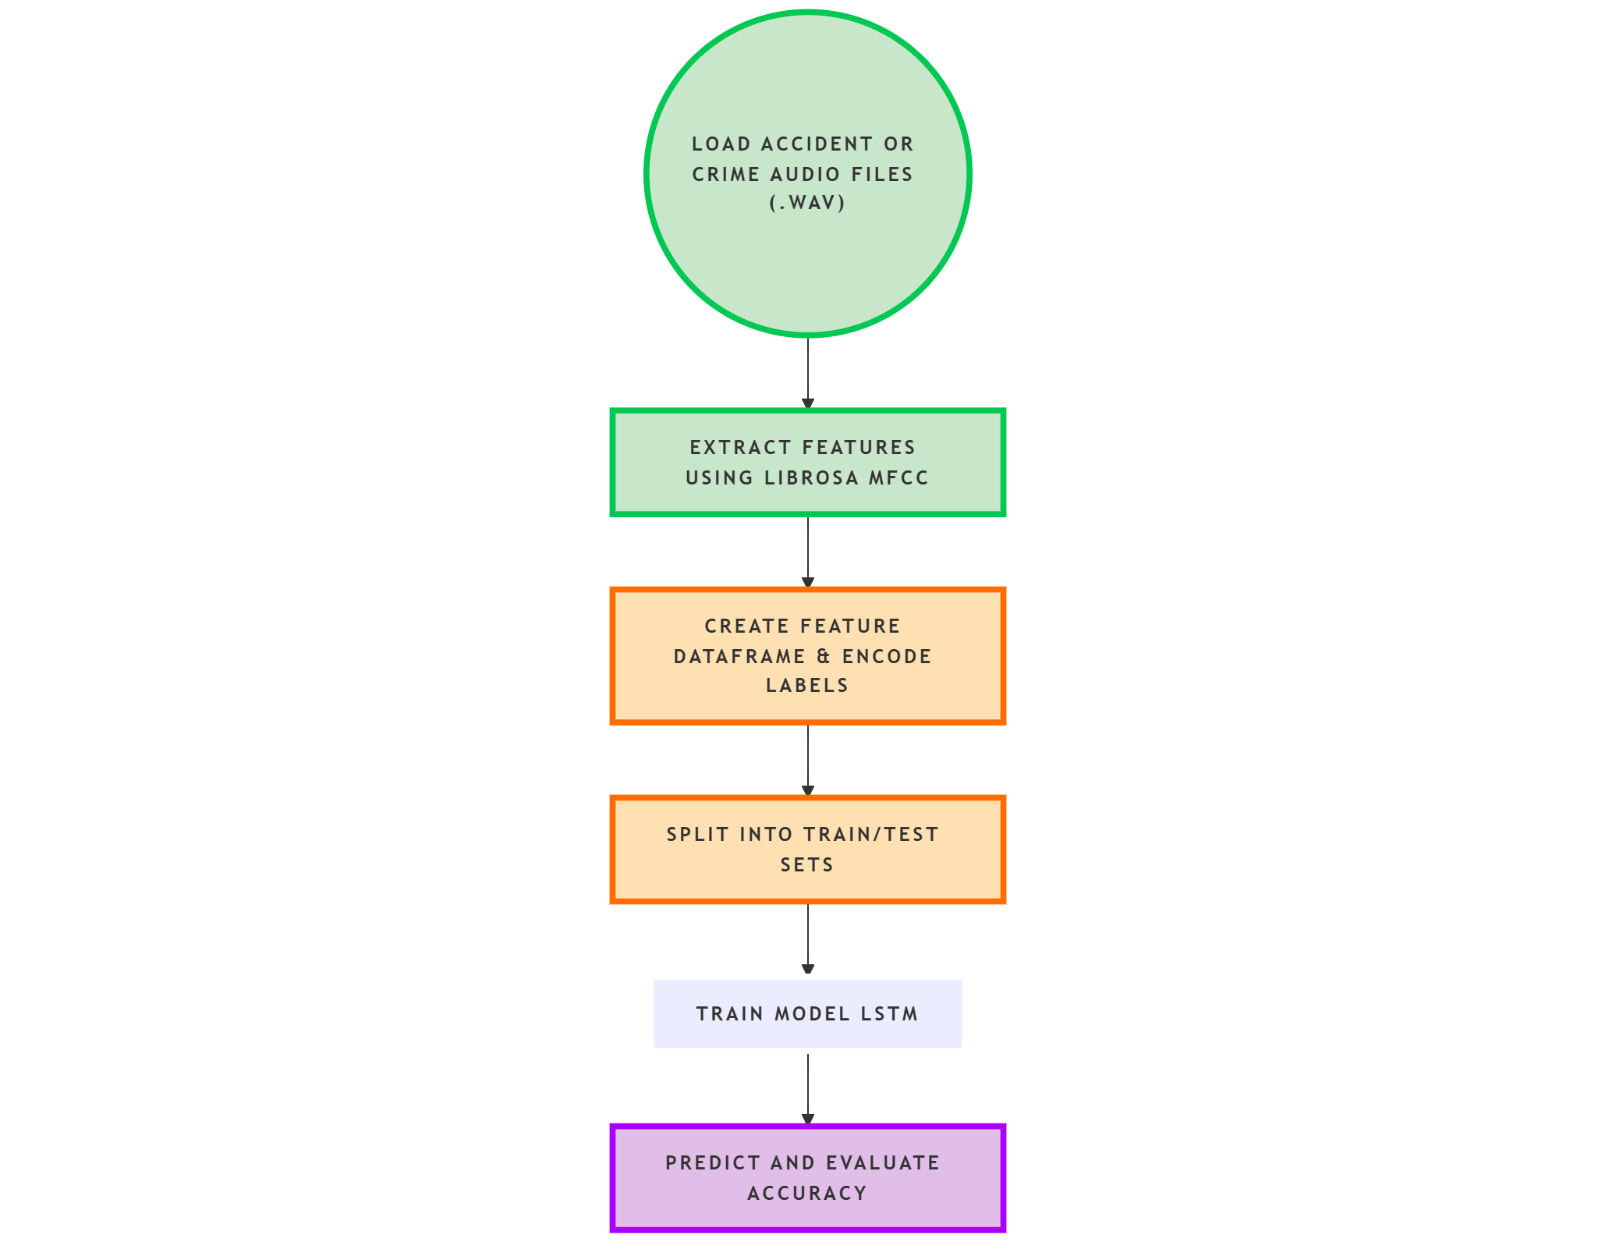 LOAD ACCIDENT OR
CRIME AUDIO FILES
(.WAV)
EXTRACT FEATURES
USING LIBROSA MFCC
CREATE FEATURE
DATAFRAME & ENCODE
LABELS
SPLIT INTO TRAIN/TEST
SETS
TRAIN MODEL LSTM
PREDICT AND EVALUATE
ACCURACY